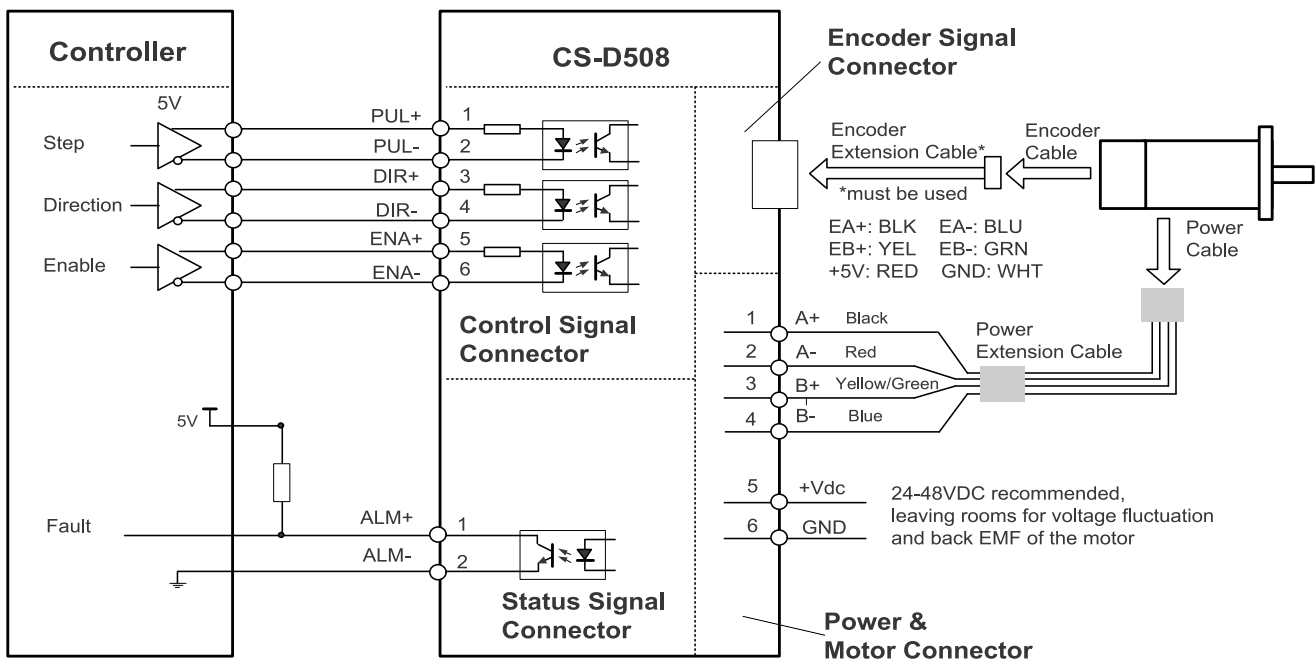 Controller
5V
Step
Direction
Enable
PUL+
PUL-
DIR+
DIR-
ENA+
ENA-
CS-D508
1
2
3
4
5
6
Control Signal
Connector
5V
Fault
ALM+
ALM-
1
2
Status Signal
Connector
Encoder Signal
Connector
Encoder
Extension Cable*
*must be used
Encoder
Cable
EA+: BLK EA-: BLU
EB+: YEL EB-: GRN
+5V: RED GND: WHT
Power
Cable
1 A+ Black
2 A- Red
3 B+ Yellow/Green
4 B- Blue
Power
Extension Cable
5 +Vdc
6 GND
24-48VDC recommended,
leaving rooms for voltage fluctuation
and back EMF of the motor
Power &
Motor Connector